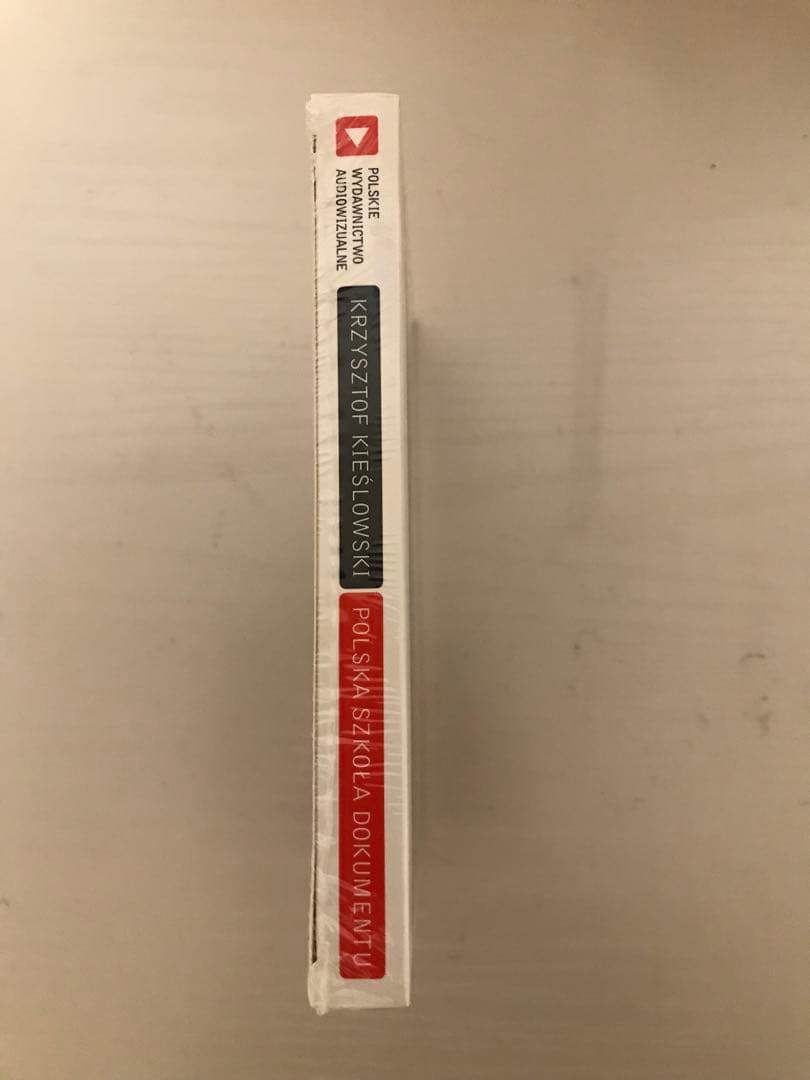 POLSKIE
WYDAWNICTWO
AUDIOWIZUALNE
KRZYSZTOF KIEŚLOWSKI
POLSKA SZKOŁA DOKUMENTU